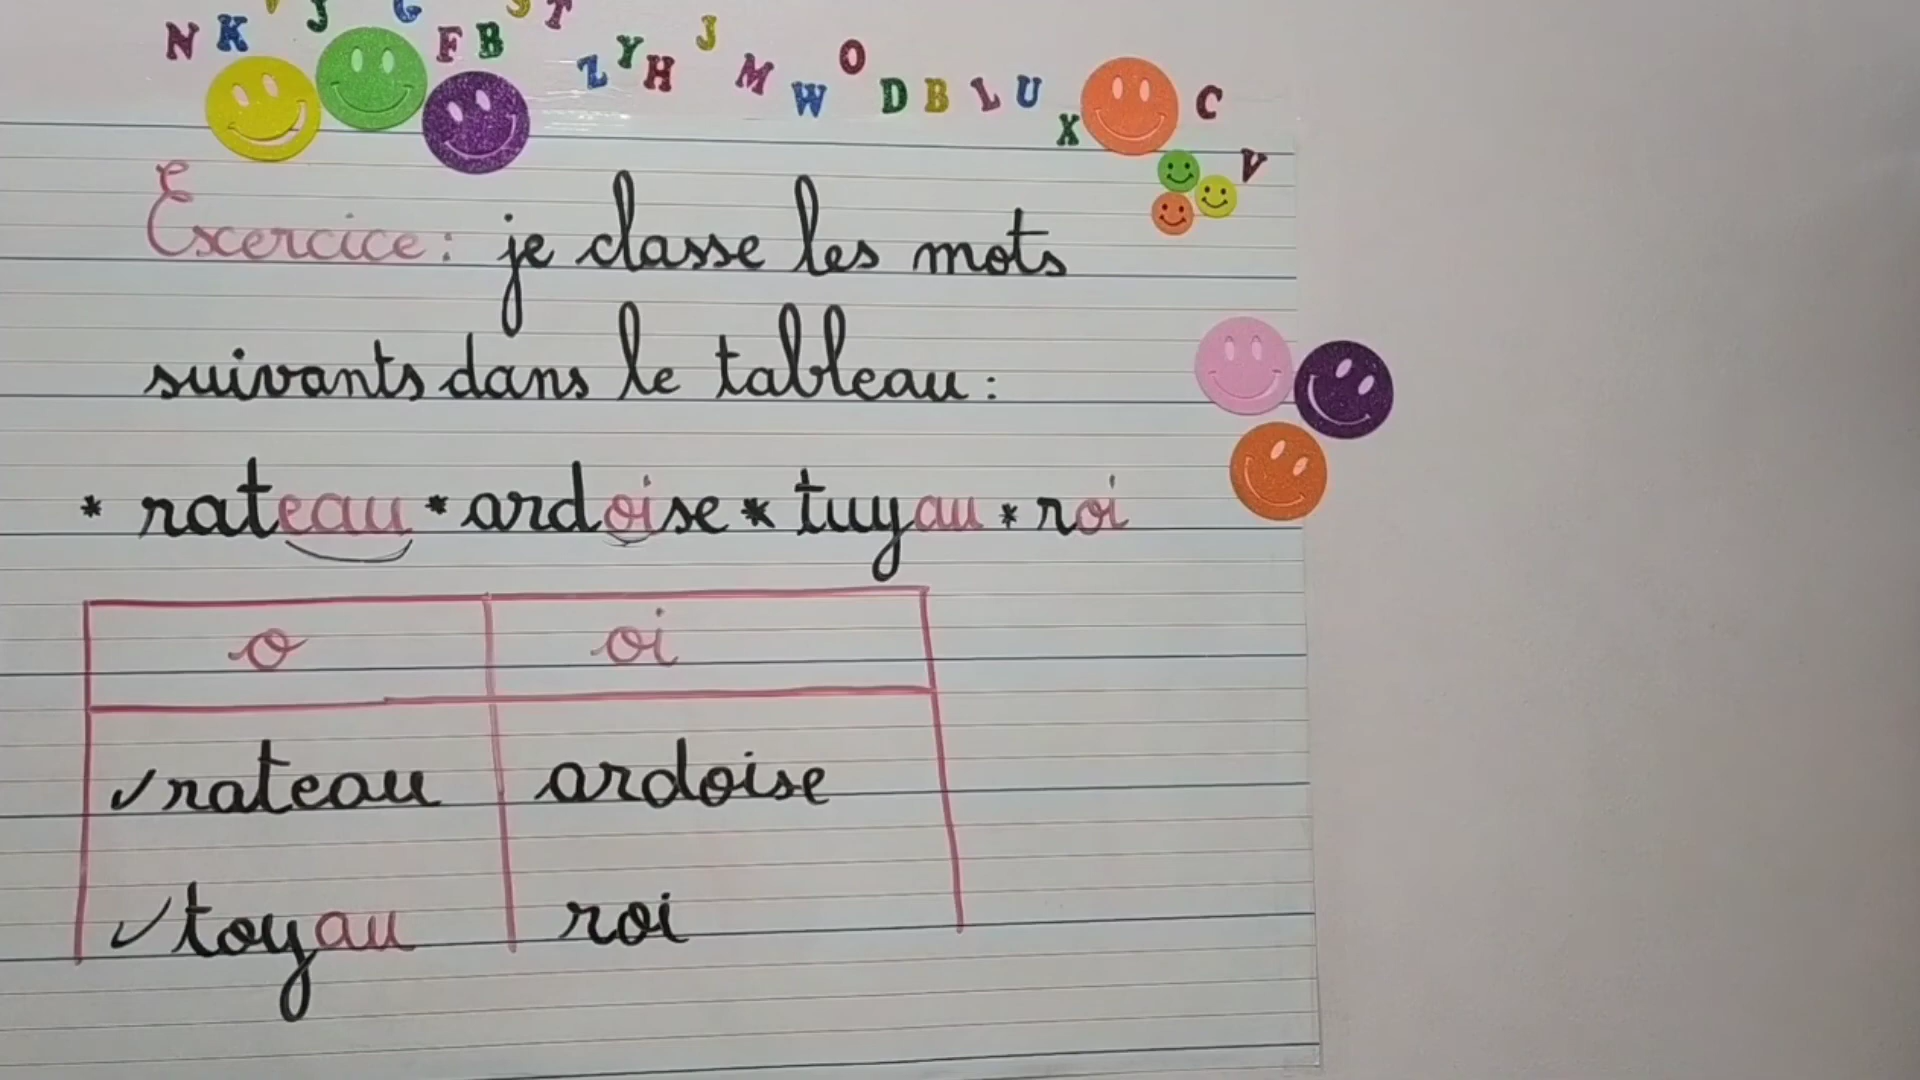 V J G S T
N K F B Z Y H J M W O D B L U X C V
Exercice : je classe les mots
suivants dans le tableau :
* rateau * ardoise * tuyau * roi
o oi
✓rateau ardoise
✓toyau roi